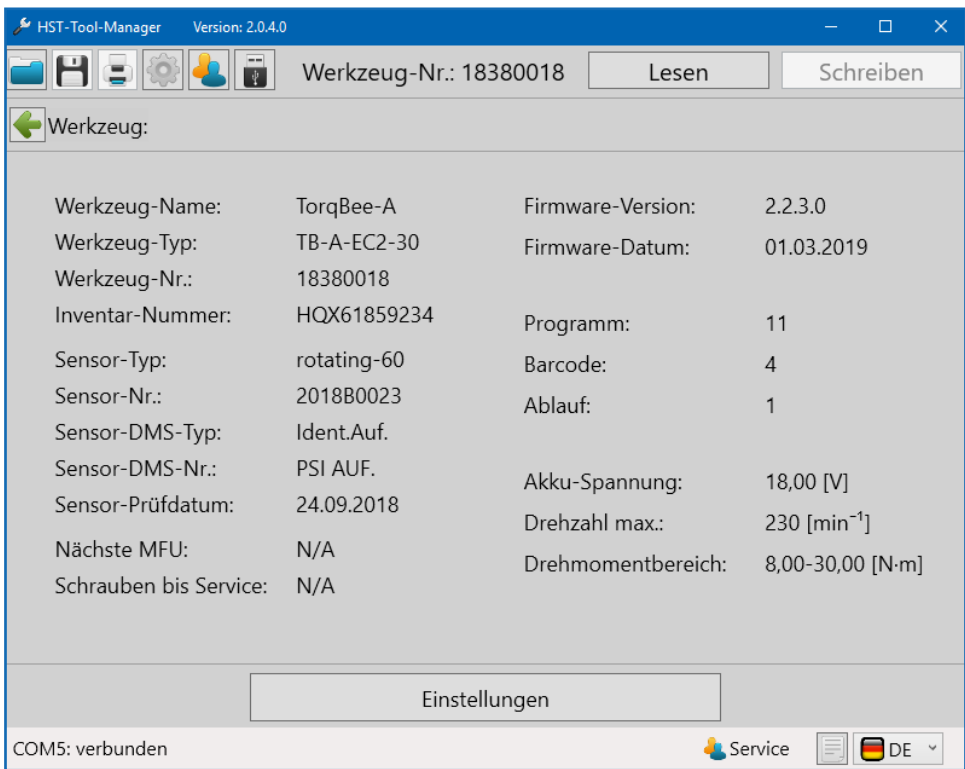 HST-Tool-Manager Version: 2.0.4.0
Werkzeug-Nr.: 18380018 Lesen Schreiben
Werkzeug:
Werkzeug-Name: TorqBee-A
Werkzeug-Typ: TB-A-EC2-30
Werkzeug-Nr.: 18380018
Inventar-Nummer: HQX61859234
Sensor-Typ: rotating-60
Sensor-Nr.: 2018B0023
Sensor-DMS-Typ: Ident.Auf.
Sensor-DMS-Nr.: PSI AUF.
Sensor-Prüfdatum: 24.09.2018
Nächste MFU: N/A
Schrauben bis Service: N/A
Firmware-Version: 2.2.3.0
Firmware-Datum: 01.03.2019
Programm: 11
Barcode: 4
Ablauf: 1
Akku-Spannung: 18,00 [V]
Drehzahl max.: 230 [min⁻¹]
Drehmomentbereich: 8,00-30,00 [N·m]
Einstellungen
COM5: verbunden Service DE